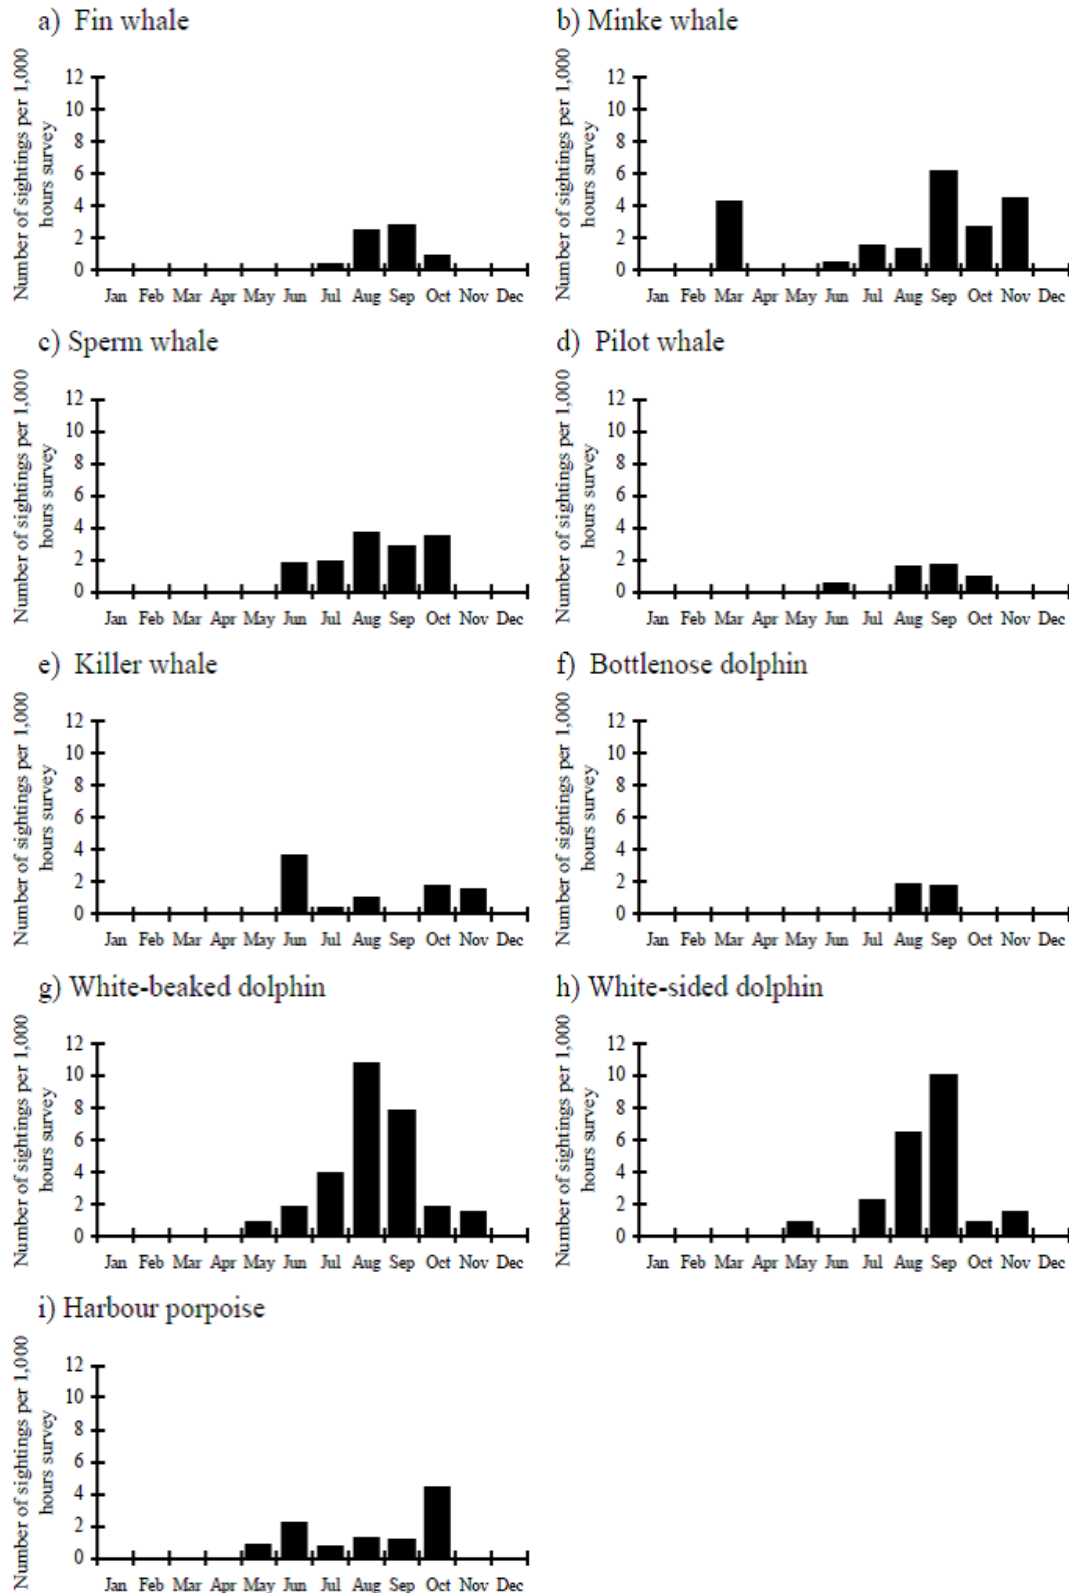 a) Fin whale
Number of sightings per 1,000
hours survey
12
10
8
6
4
2
0
Jan Feb Mar Apr May Jun Jul Aug Sep Oct Nov Dec
b) Minke whale
Number of sightings per 1,000
hours survey
12
10
8
6
4
2
0
Jan Feb Mar Apr May Jun Jul Aug Sep Oct Nov Dec
c) Sperm whale
Number of sightings per 1,000
hours survey
12
10
8
6
4
2
0
Jan Feb Mar Apr May Jun Jul Aug Sep Oct Nov Dec
d) Pilot whale
Number of sightings per 1,000
hours survey
12
10
8
6
4
2
0
Jan Feb Mar Apr May Jun Jul Aug Sep Oct Nov Dec
e) Killer whale
Number of sightings per 1,000
hours survey
12
10
8
6
4
2
0
Jan Feb Mar Apr May Jun Jul Aug Sep Oct Nov Dec
f) Bottlenose dolphin
Number of sightings per 1,000
hours survey
12
10
8
6
4
2
0
Jan Feb Mar Apr May Jun Jul Aug Sep Oct Nov Dec
g) White-beaked dolphin
Number of sightings per 1,000
hours survey
12
10
8
6
4
2
0
Jan Feb Mar Apr May Jun Jul Aug Sep Oct Nov Dec
h) White-sided dolphin
Number of sightings per 1,000
hours survey
12
10
8
6
4
2
0
Jan Feb Mar Apr May Jun Jul Aug Sep Oct Nov Dec
i) Harbour porpoise
Number of sightings per 1,000
hours survey
12
10
8
6
4
2
0
Jan Feb Mar Apr May Jun Jul Aug Sep Oct Nov Dec